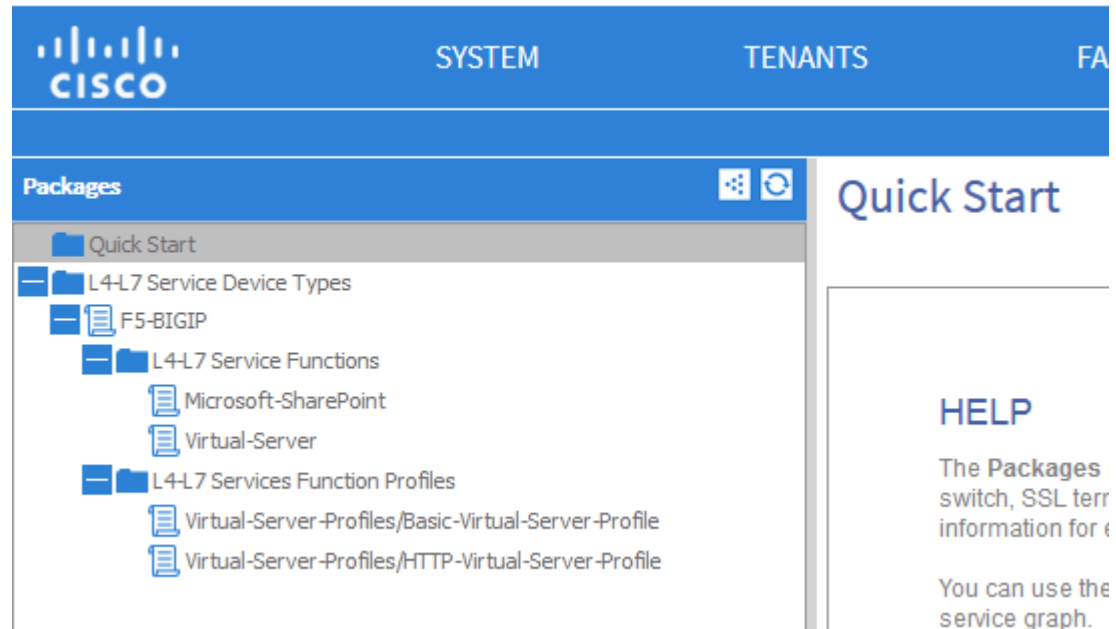 CISCO
SYSTEM
TENANTS
FA
Packages
Quick Start
L4-L7 Service Device Types
F5-BIGIP
L4-L7 Service Functions
Microsoft-SharePoint
Virtual-Server
L4-L7 Services Function Profiles
Virtual-Server-Profiles/Basic-Virtual-Server-Profile
Virtual-Server-Profiles/HTTP-Virtual-Server-Profile
Quick Start
HELP
The Packages
switch, SSL tern
information for e
You can use the
service graph.